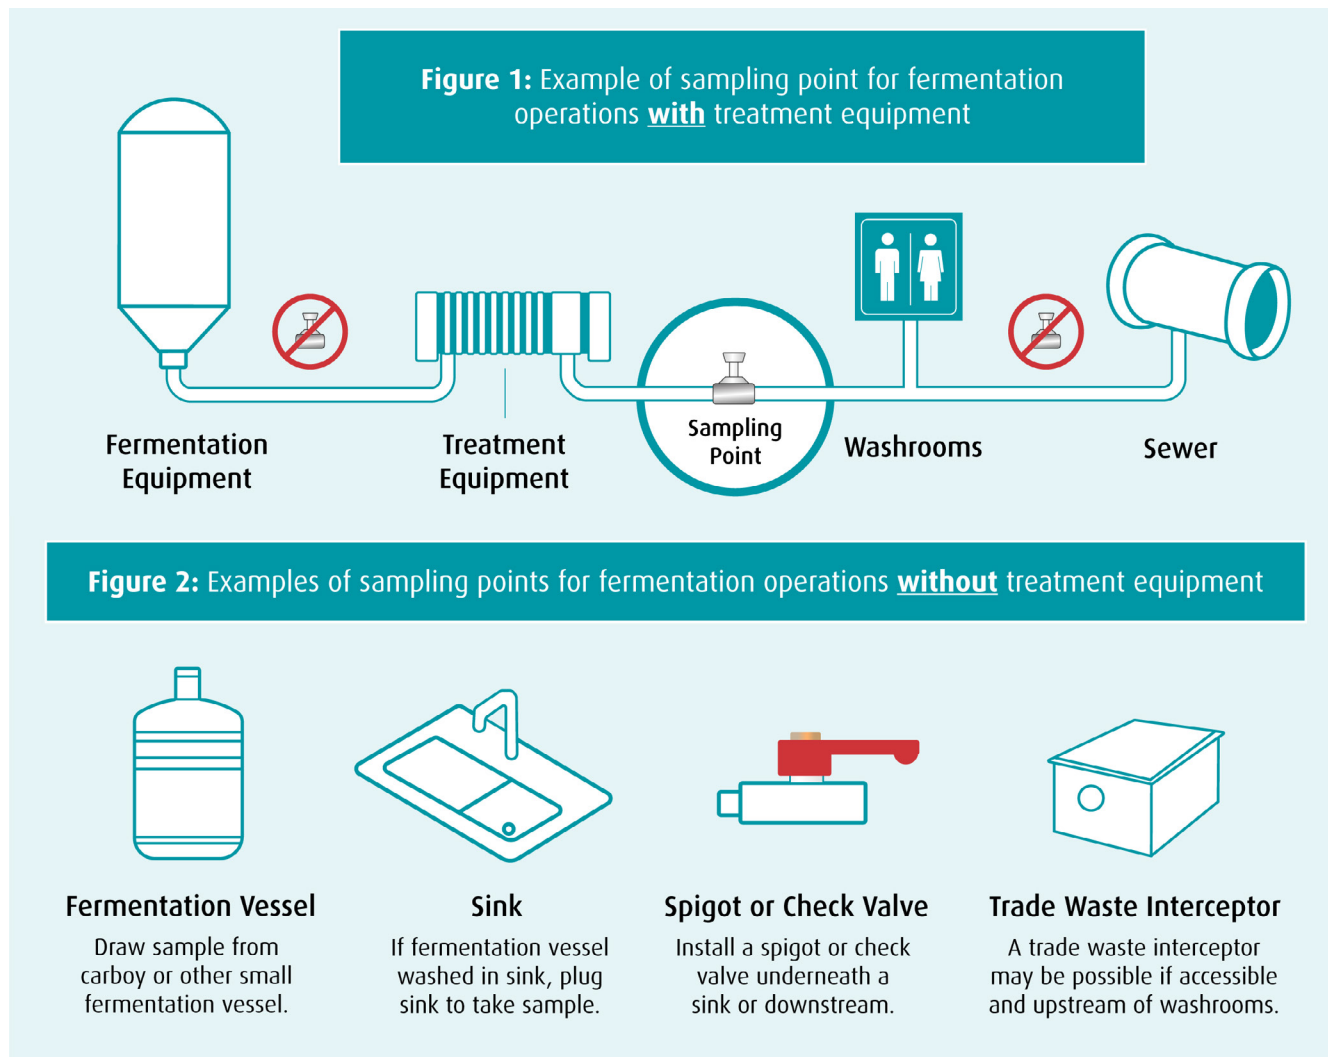 Figure 1: Example of sampling point for fermentation
operations with treatment equipment
Fermentation
Equipment
Treatment
Equipment
Sampling
Point
Washrooms
Sewer
Figure 2: Examples of sampling points for fermentation operations without treatment equipment
Fermentation Vessel
Draw sample from
carboy or other small
fermentation vessel.
Sink
If fermentation vessel
washed in sink, plug
sink to take sample.
Spigot or Check Valve
Install a spigot or check
valve underneath a
sink or downstream.
Trade Waste Interceptor
A trade waste interceptor
may be possible if accessible
and upstream of washrooms.